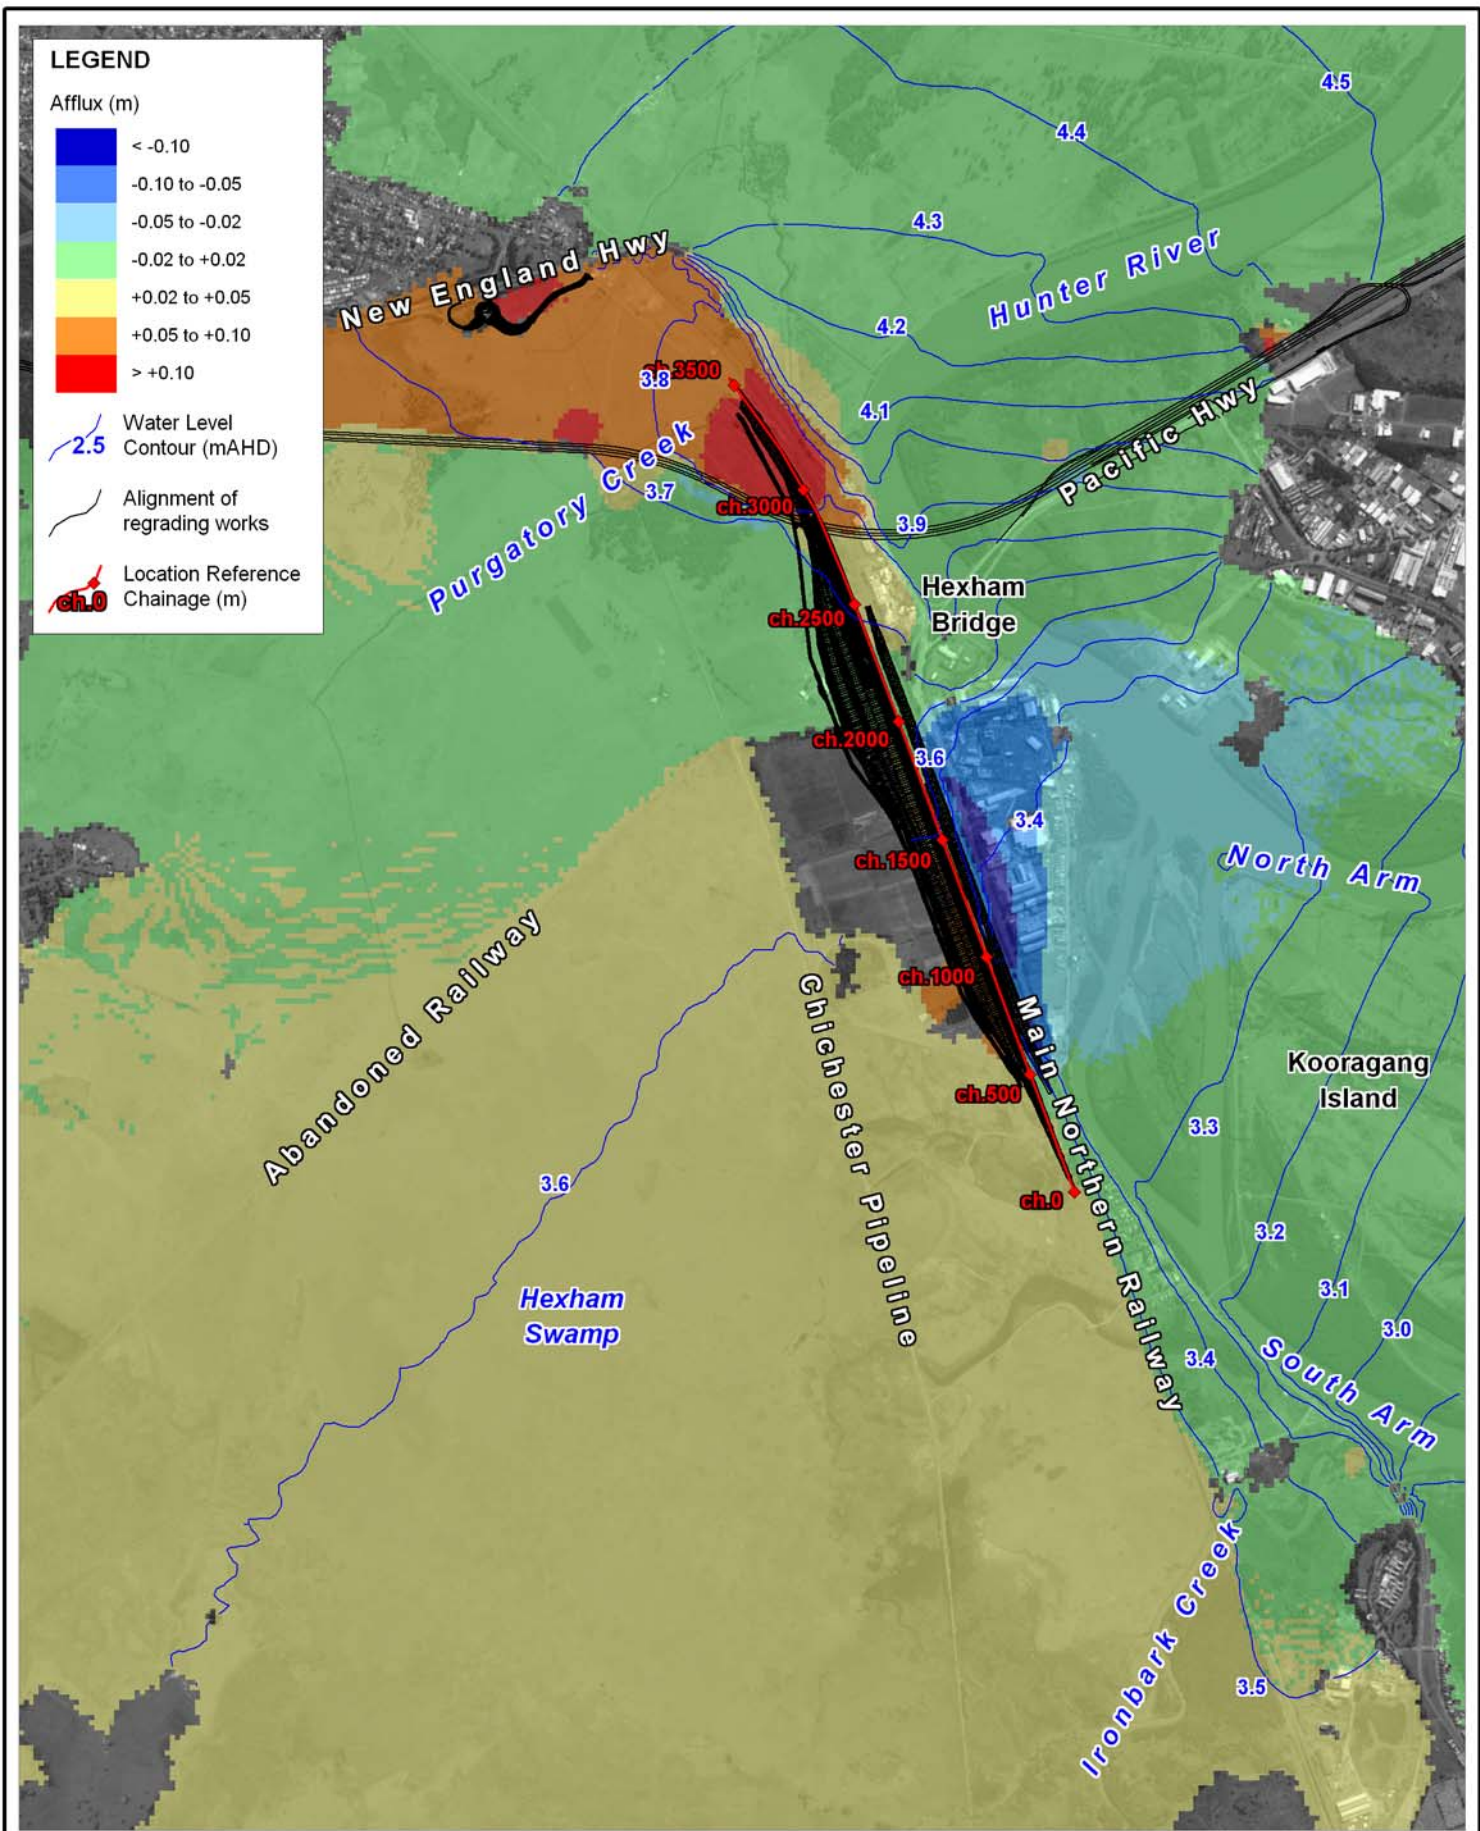 LEGEND
Afflux (m)
< -0.10
-0.10 to -0.05
-0.05 to -0.02
-0.02 to +0.02
+0.02 to +0.05
+0.05 to +0.10
> +0.10
2.5
Water Level
Contour (mAHD)
Alignment of
regrading works
ch.0
Location Reference
Chainage (m)
4.5
4.4
4.3
New England Hwy
Hunter River
4.2
ch.3500
3.8
4.1
Pacific Hwy
Purgatory Creek
3.7
ch.3000
3.9
Hexham
Bridge
ch.2500
ch.2000
3.6
3.4
ch.1500
North Arm
Abandoned Railway
ch.1000
Chichester Pipeline
Main Northern Railway
Kooragang
Island
ch.500
3.3
3.6
ch.0
3.2
3.1
Hexham
Swamp
3.0
3.4
South Arm
Ironbark Creek
3.5